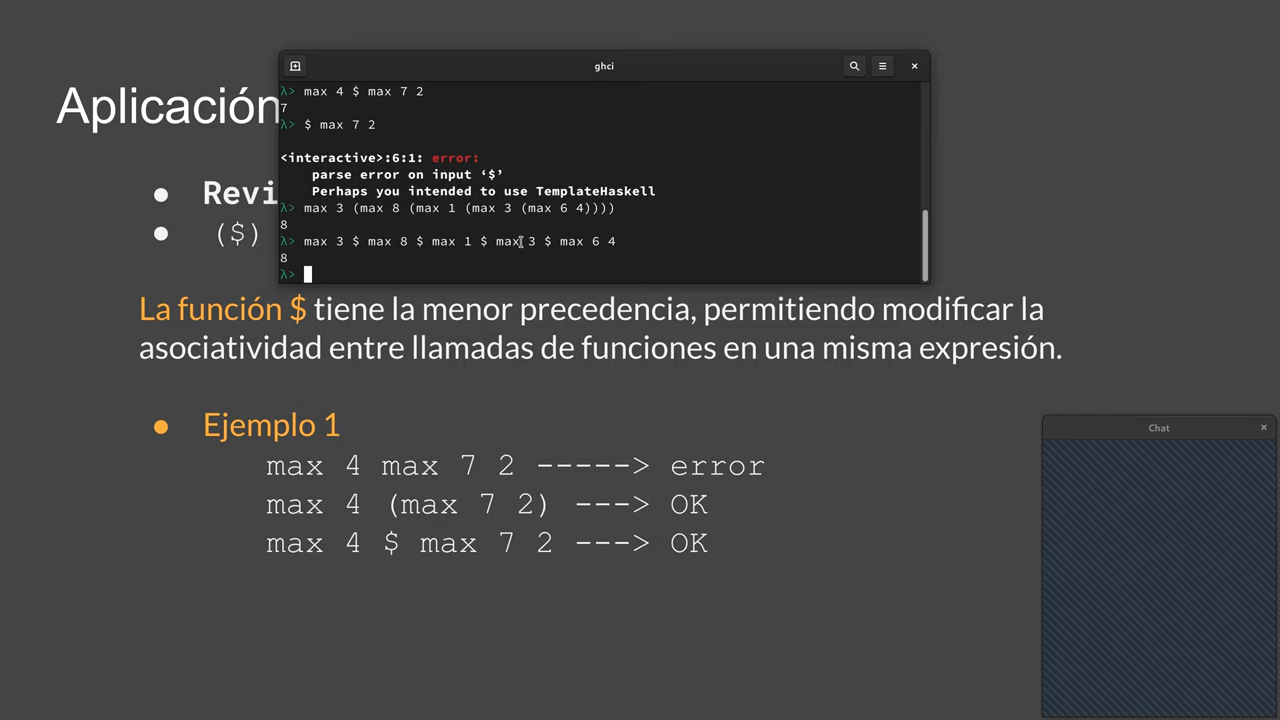 ghci
λ> max 4 $ max 7 2
7
λ> $ max 7 2
<interactive>:6:1: error:
parse error on input ‘$’
Perhaps you intended to use TemplateHaskell
λ> max 3 (max 8 (max 1 (max 3 (max 6 4))))
8
λ> max 3 $ max 8 $ max 1 $ max 3 $ max 6 4
8
λ>
Aplicación
● Revi
● ($)
La función $ tiene la menor precedencia, permitiendo modificar la
asociatividad entre llamadas de funciones en una misma expresión.
● Ejemplo 1
max 4 max 7 2 -----> error
max 4 (max 7 2) ---> OK
max 4 $ max 7 2 ---> OK
Chat